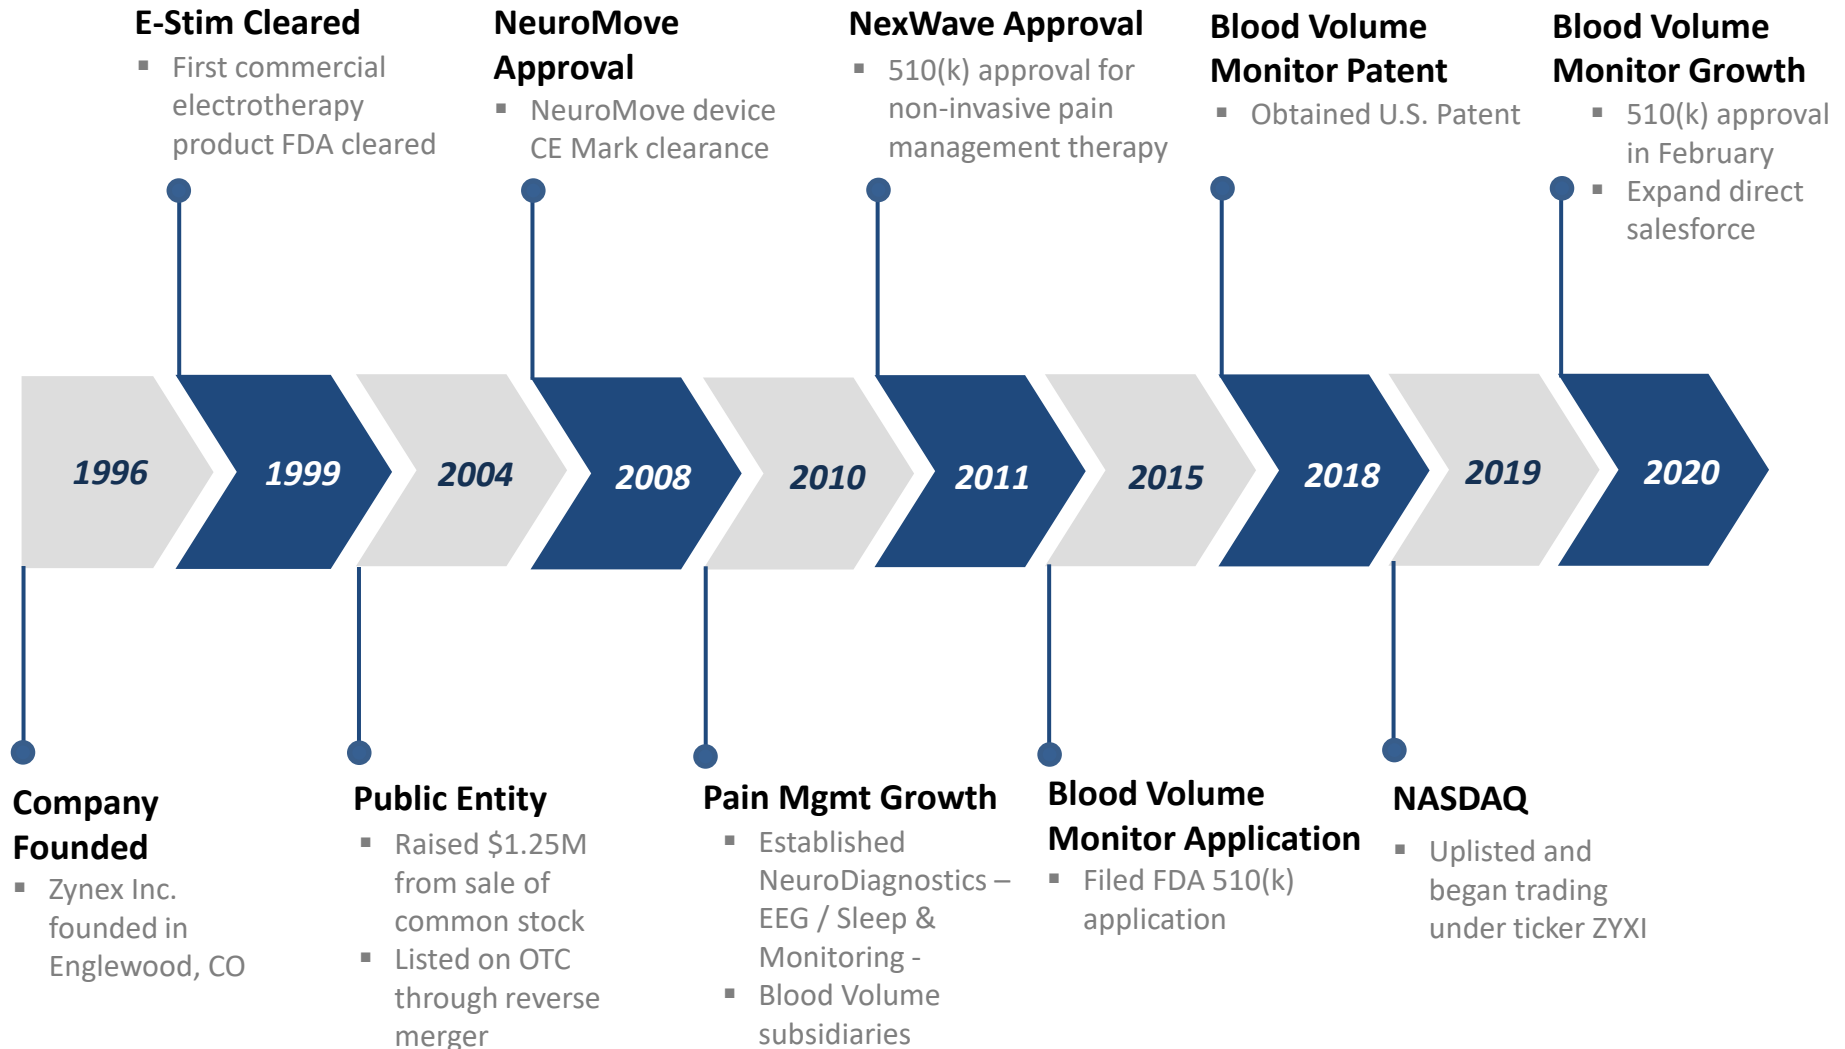 E-Stim Cleared
▪ First commercial
electrotherapy
product FDA cleared
NeuroMove
Approval
▪ NeuroMove device
CE Mark clearance
NexWave Approval
▪ 510(k) approval for
non-invasive pain
management therapy
Blood Volume
Monitor Patent
▪ Obtained U.S. Patent
Blood Volume
Monitor Growth
▪ 510(k) approval
in February
▪ Expand direct
salesforce
1996
1999
2004
2008
2010
2011
2015
2018
2019
2020
Company
Founded
▪ Zynex Inc.
founded in
Englewood, CO
Public Entity
▪ Raised $1.25M
from sale of
common stock
▪ Listed on OTC
through reverse
merger
Pain Mgmt Growth
▪ Established
NeuroDiagnostics –
EEG / Sleep &
Monitoring -
▪ Blood Volume
subsidiaries
Blood Volume
Monitor Application
▪ Filed FDA 510(k)
application
NASDAQ
▪ Uplisted and
began trading
under ticker ZYXI